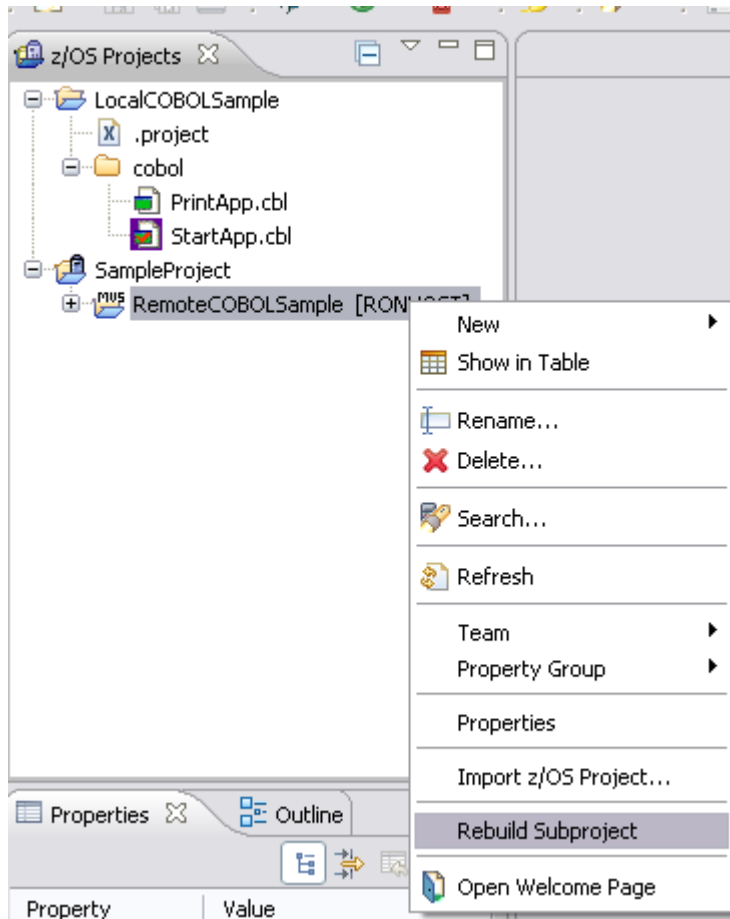 z/OS Projects
LocalCOBOLSample
.project
cobol
PrintApp.cbl
StartApp.cbl
SampleProject
MVS RemoteCOBOLSample
New
Show in Table
Rename...
Delete...
Search...
Refresh
Team
Property Group
Properties
Import z/OS Project...
Rebuild Subproject
Open Welcome Page
Properties Outline
Property Value